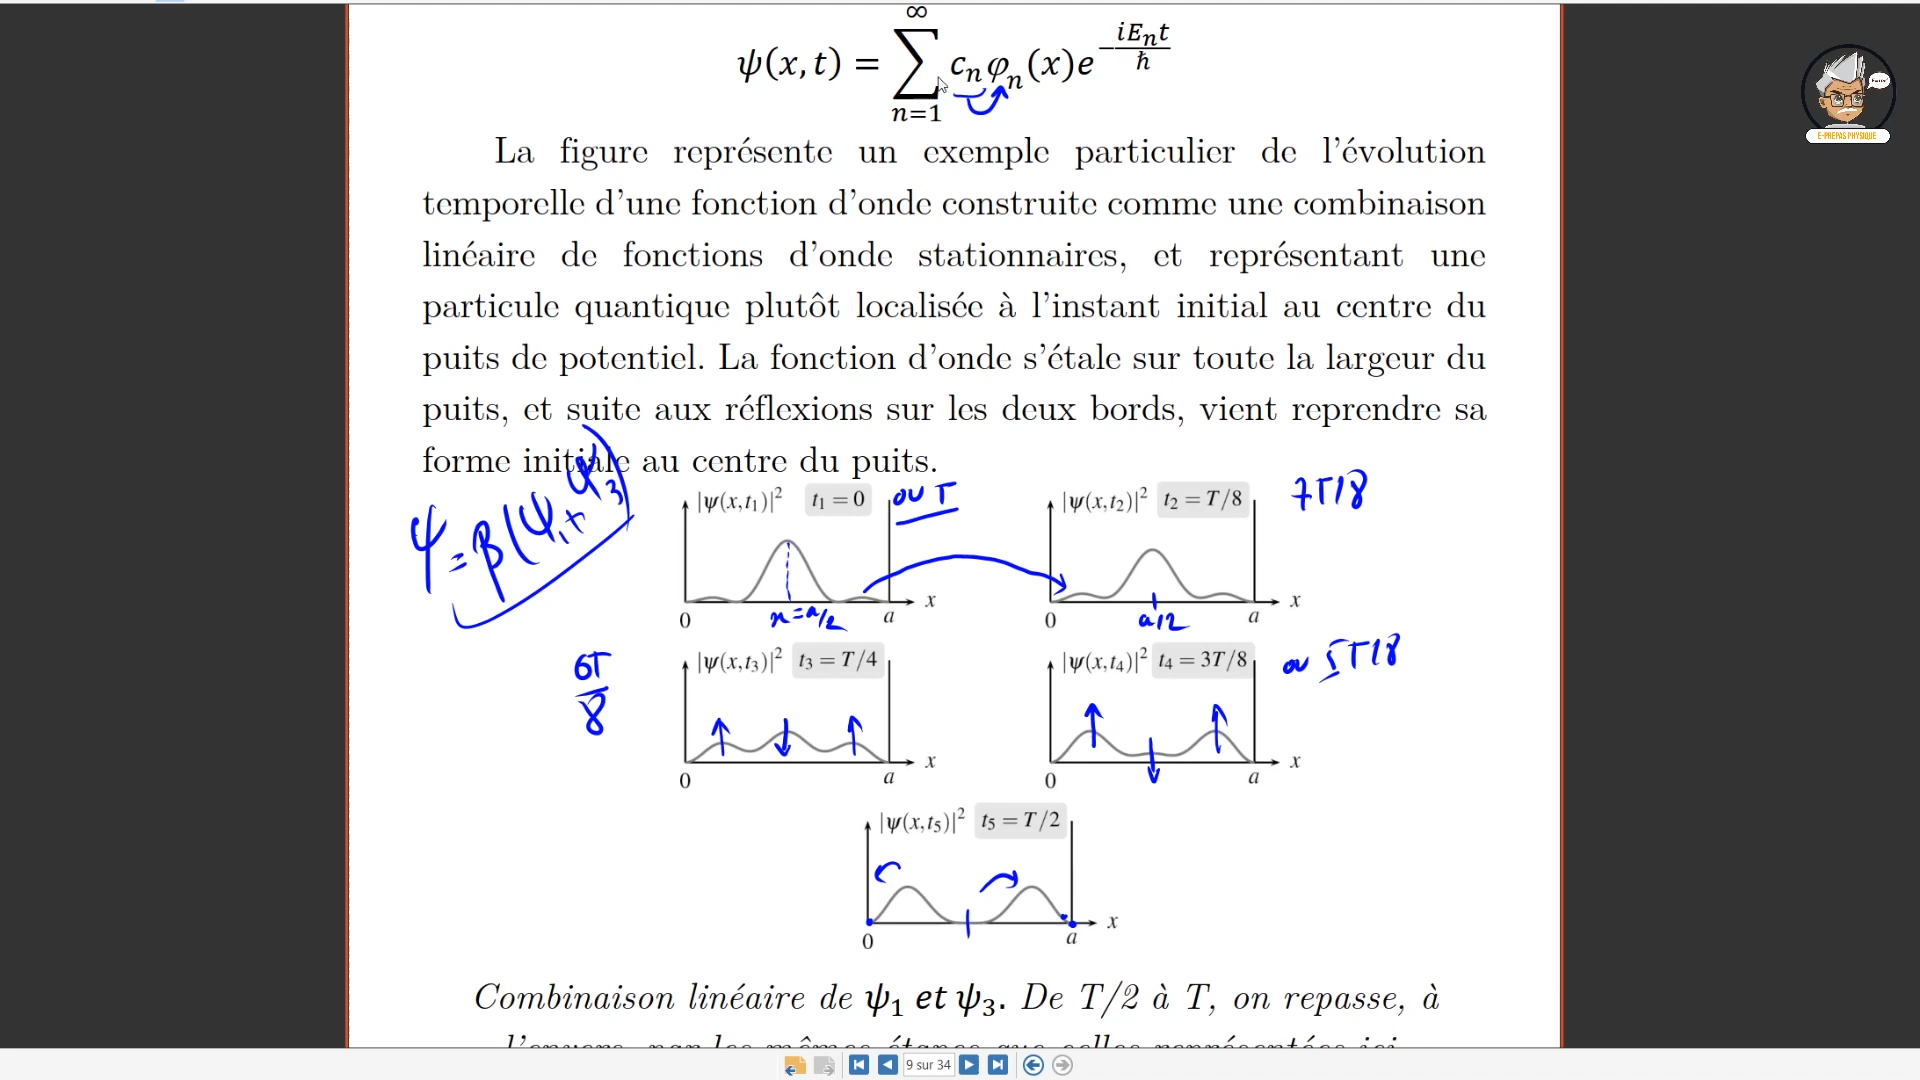 ψ(x,t) = ∑_{n=1}^{∞} c_n φ_n(x) e^{-iE_n t/ħ}
E-PREPAS PHYSIQUE
La figure représente un exemple particulier de l'évolution
temporelle d'une fonction d'onde construite comme une combinaison
linéaire de fonctions d'onde stationnaires, et représentant une
particule quantique plutôt localisée à l'instant initial au centre du
puits de potentiel. La fonction d'onde s'étale sur toute la largeur du
puits, et suite aux réflexions sur les deux bords, vient reprendre sa
forme initiale au centre du puits.
ψ = β(ψ₁ + ψ₃)
|ψ(x,t₁)|² t₁ = 0 ou T
x = a/2
0 a x
|ψ(x,t₂)|² t₂ = T/8 7T/8
a/2
0 a x
6T/8
|ψ(x,t₃)|² t₃ = T/4
0 a x
|ψ(x,t₄)|² t₄ = 3T/8 ou 5T/8
0 a x
|ψ(x,t₅)|² t₅ = T/2
0 a x
Combinaison linéaire de ψ₁ et ψ₃. De T/2 à T, on repasse, à
9 sur 34